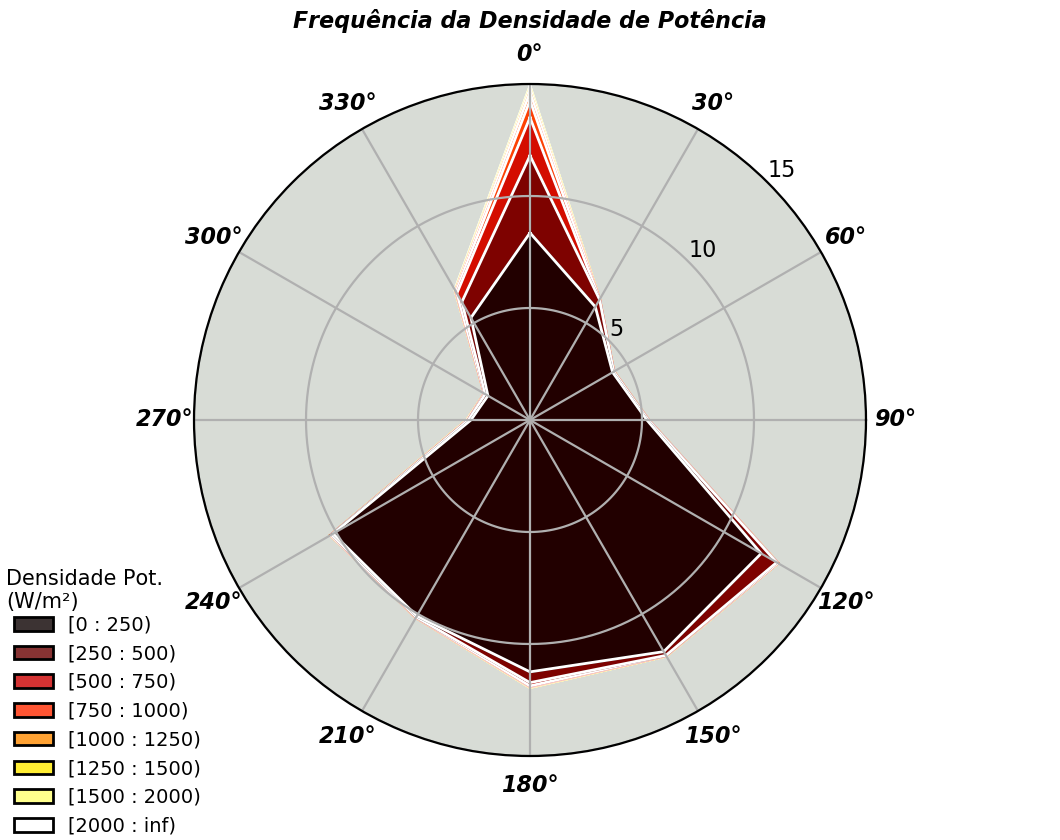 Frequência da Densidade de Potência
0°
330°
30°
15
300°
60°
10
5
270°
90°
Densidade Pot.
(W/m²)
240°
120°
[0 : 250)
[250 : 500)
[500 : 750)
[750 : 1000)
210°
150°
[1000 : 1250)
[1250 : 1500)
180°
[1500 : 2000)
[2000 : inf)